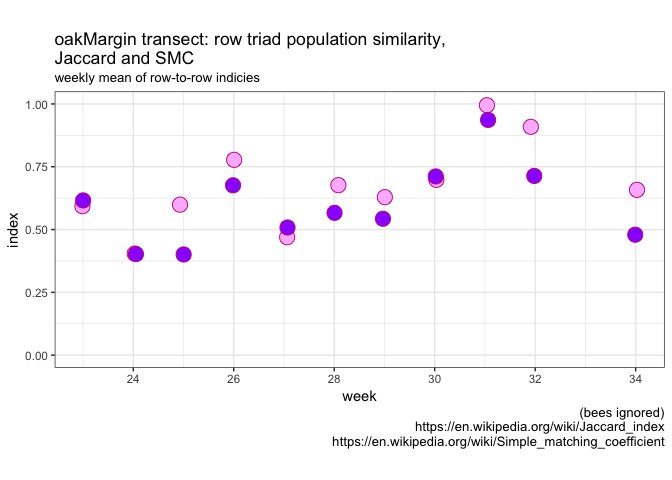 oakMargin transect: row triad population similarity,
Jaccard and SMC
weekly mean of row-to-row indicies
1.00
0.75
0.50
0.25
0.00
index
24 26 28 30 32 34
week
(bees ignored)
https://en.wikipedia.org/wiki/Jaccard_index
https://en.wikipedia.org/wiki/Simple_matching_coefficient